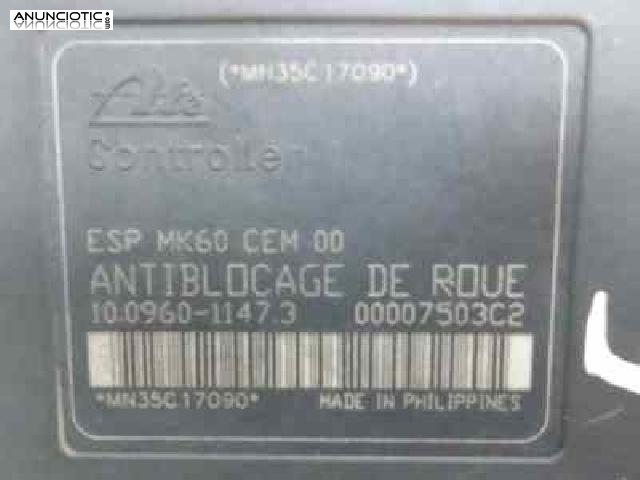 ANUNCIOTIC.com
(*MN35C17090*)
Ate
Controller
ESP MK60 CEM 00
ANTIBLOCAGE DE ROUE
10.0960-1147.3 00007503C2
*MN35C17090* MADE IN PHILIPPINES